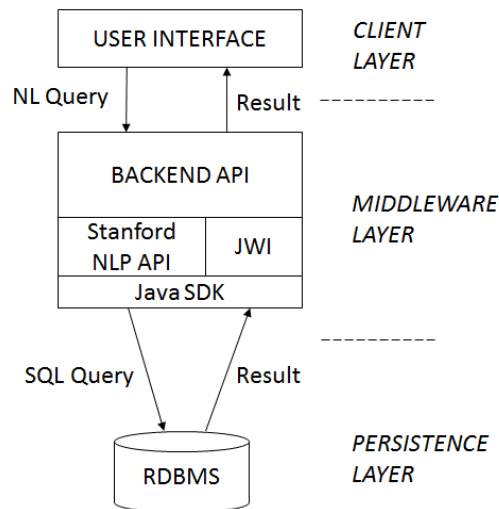 USER INTERFACE
CLIENT
LAYER
NL Query
Result
BACKEND API
MIDDLEWARE
LAYER
Stanford
NLP API
JWI
Java SDK
SQL Query
Result
RDBMS
PERSISTENCE
LAYER